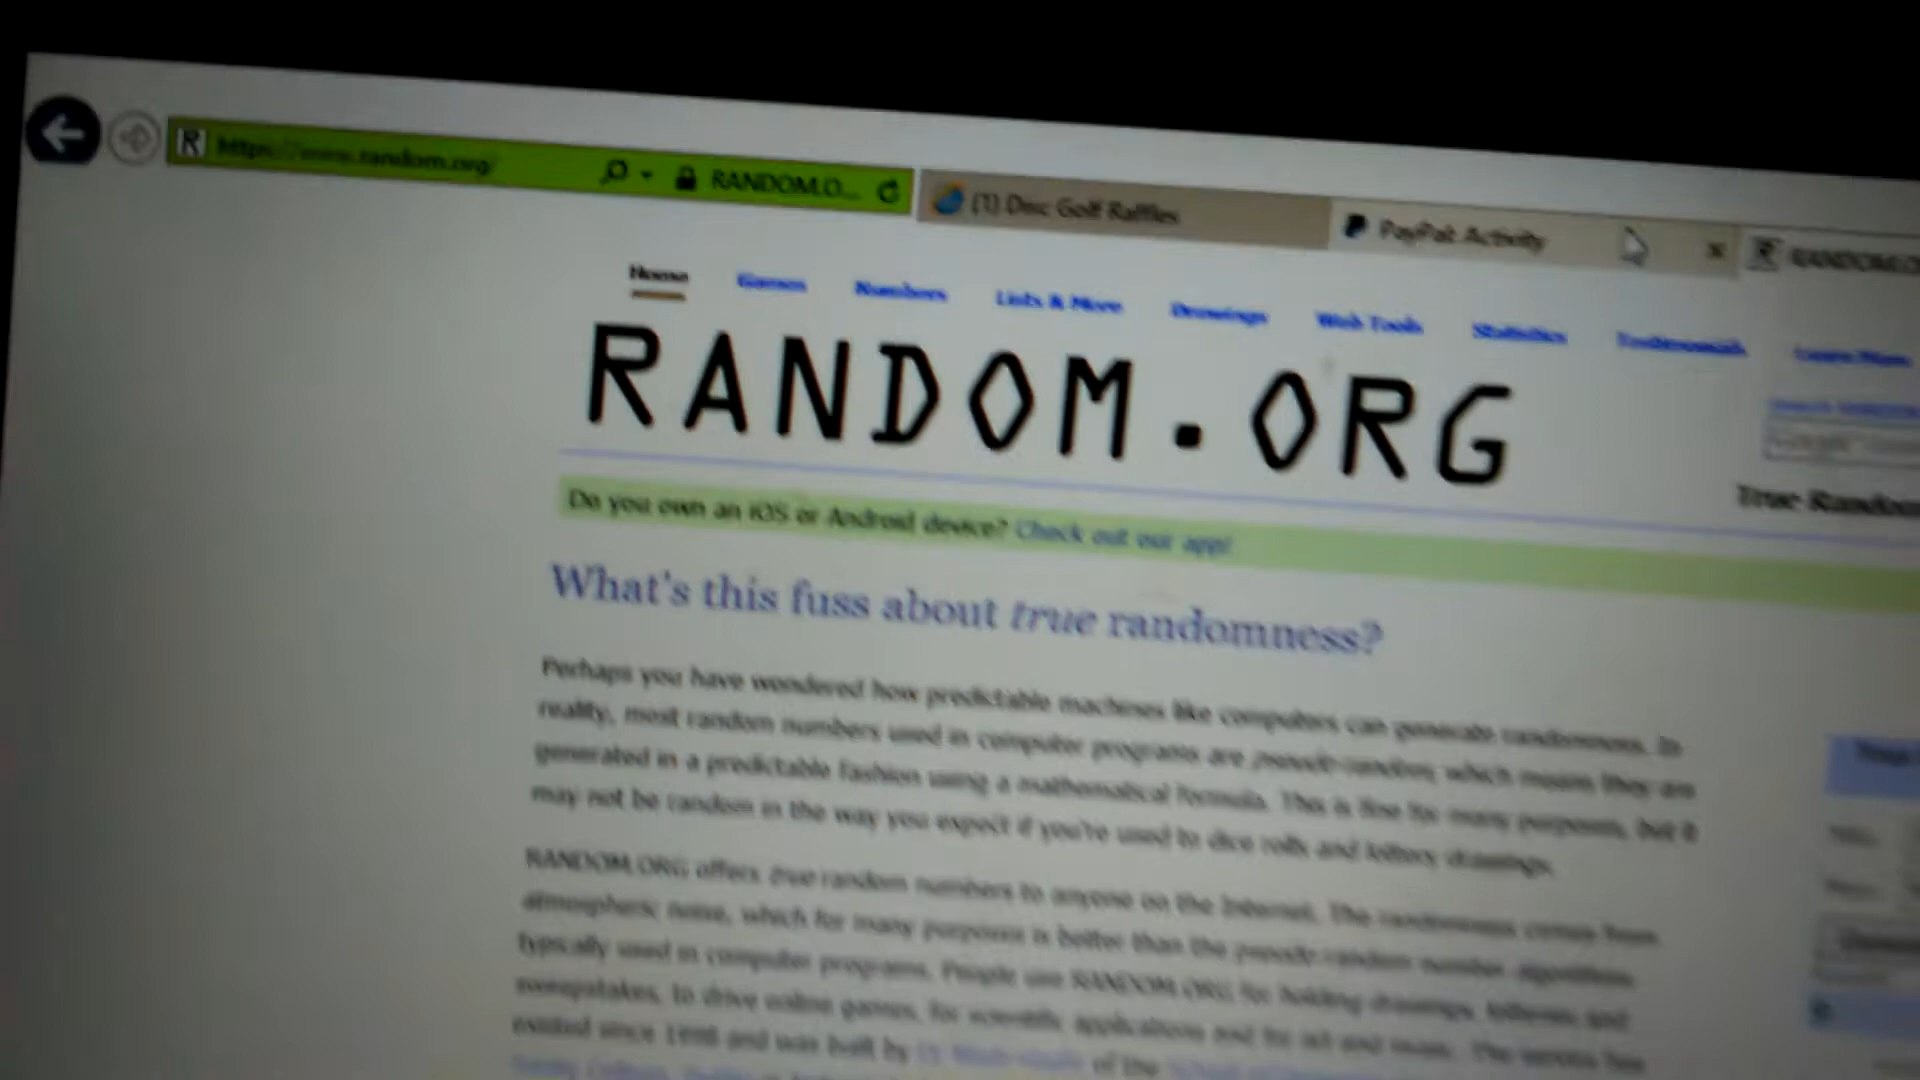 https://www.random.org/
RANDOM.O...
(1) Disc Golf Raffles
PayPal: Activity
RANDOM.O
Home
Games
Numbers
Lists & More
Drawings
Web Tools
Statistics
Testimonials
Learn More
RANDOM.ORG
Google
True Random
Do you own an iOS or Android device? Check out our app!
What's this fuss about true randomness?
Perhaps you have wondered how predictable machines like computers can generate randomness. In
reality, most random numbers used in computer programs are pseudo-random, which means they are
generated in a predictable fashion using a mathematical formula. This is fine for many purposes, but it
may not be random in the way you expect if you're used to dice rolls and lottery drawings.
RANDOM.ORG offers true random numbers to anyone on the Internet. The randomness comes from
atmospheric noise, which for many purposes is better than the pseudo-random number algorithms
typically used in computer programs. People use RANDOM.ORG for holding drawings, lotteries and
sweepstakes, to drive online games, for scientific applications and for art and music. The service has
existed since 1998 and was built by of the